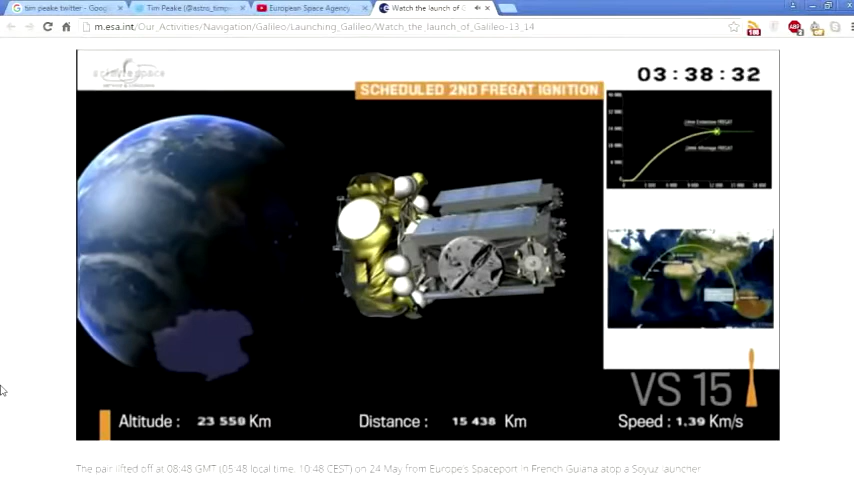 tim peake twitter - Goog
Tim Peake (@astro_timp
European Space Agency
Watch the launch of G
m.esa.int/Our_Activities/Navigation/Galileo/Launching_Galileo/Watch_the_launch_of_Galileo-13_14
SCHEDULED 2ND FREGAT IGNITION
03:38:32
VS 15
Altitude : 23 559 Km
Distance : 15 438 Km
Speed : 1.39 Km/s
The pair lifted off at 08:48 GMT (05:48 local time; 10:48 CEST) on 24 May from Europe's Spaceport in French Guiana atop a Soyuz launcher